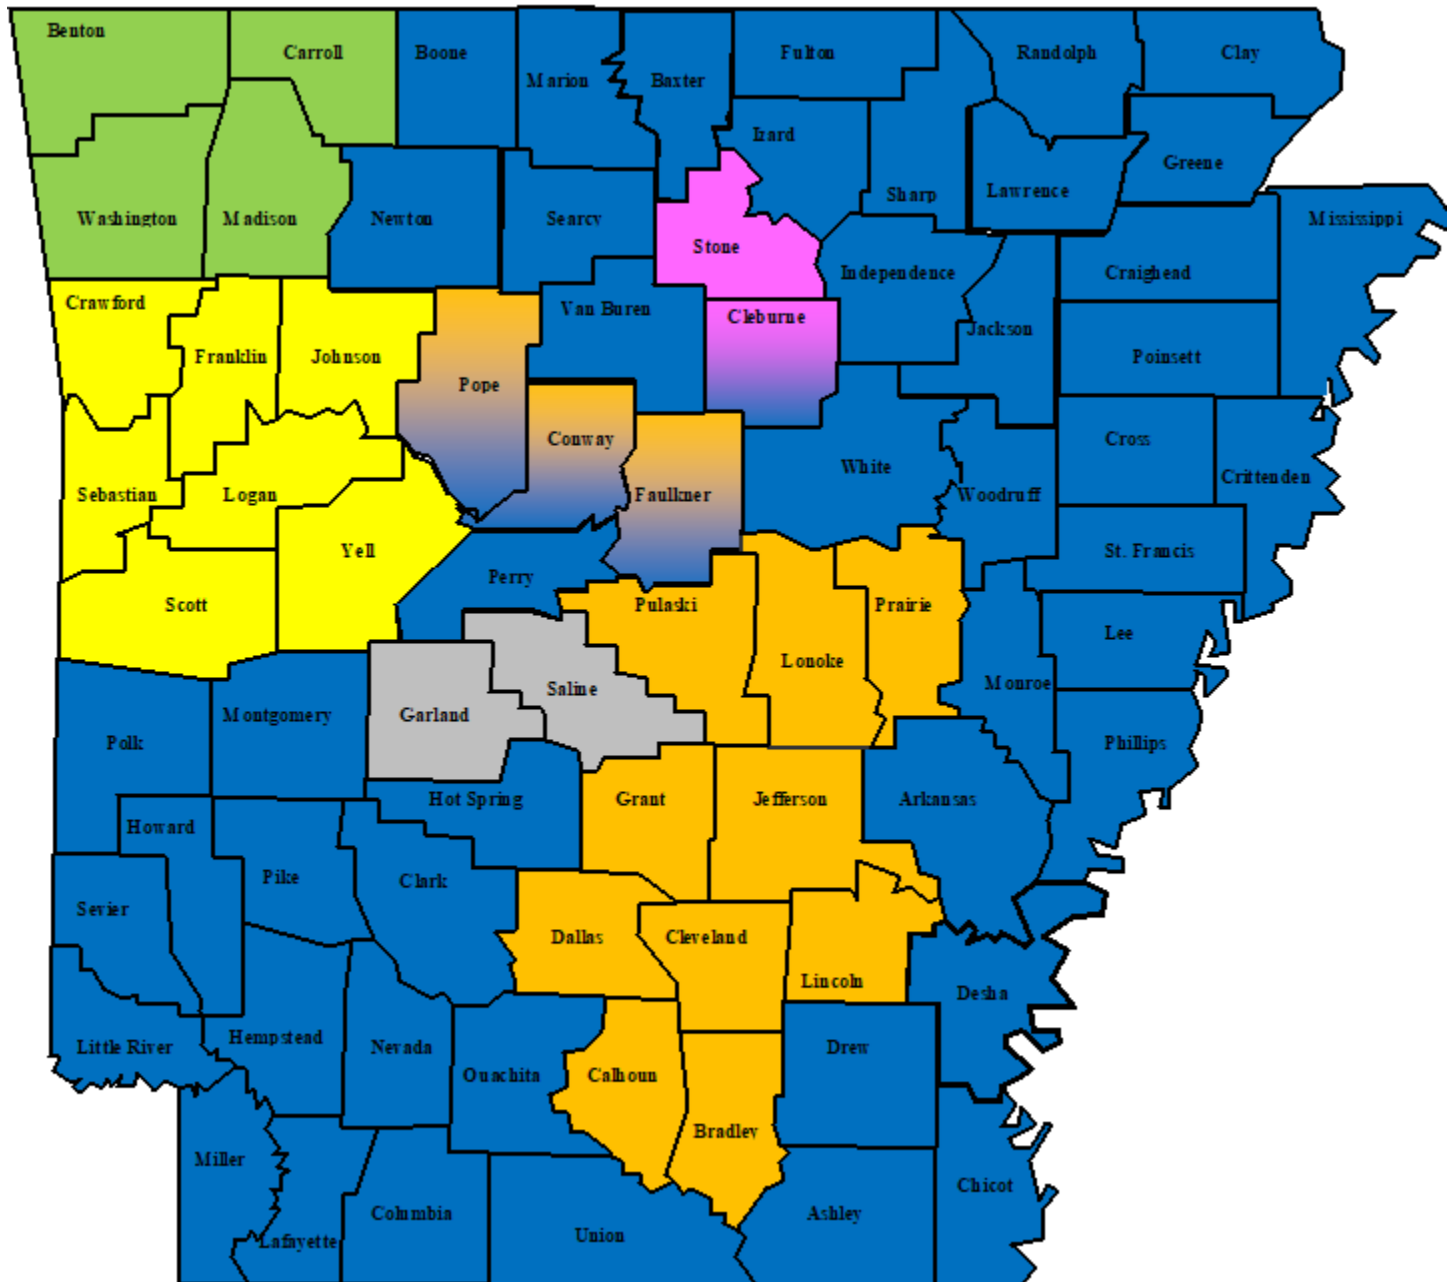 Benton
Carroll
Boone
Marion
Baxter
Fulton
Randolph
Clay
Izard
Greene
Sharp
Lawrence
Washington
Madison
Newton
Searcy
Stone
Mississippi
Independence
Craighead
Crawford
Van Buren
Cleburne
Jackson
Franklin
Johnson
Pope
Poinsett
Conway
White
Cross
Sebastian
Logan
Faulkner
Woodruff
Crittenden
Yell
St. Francis
Perry
Scott
Pulaski
Prairie
Lee
Lonoke
Saline
Monroe
Montgomery
Garland
Polk
Phillips
Hot Spring
Grant
Jefferson
Arkansas
Howard
Pike
Clark
Sevier
Dallas
Cleveland
Lincoln
Desha
Little River
Hempstead
Nevada
Drew
Ouachita
Calhoun
Bradley
Miller
Chicot
Columbia
Ashley
Lafayette
Union